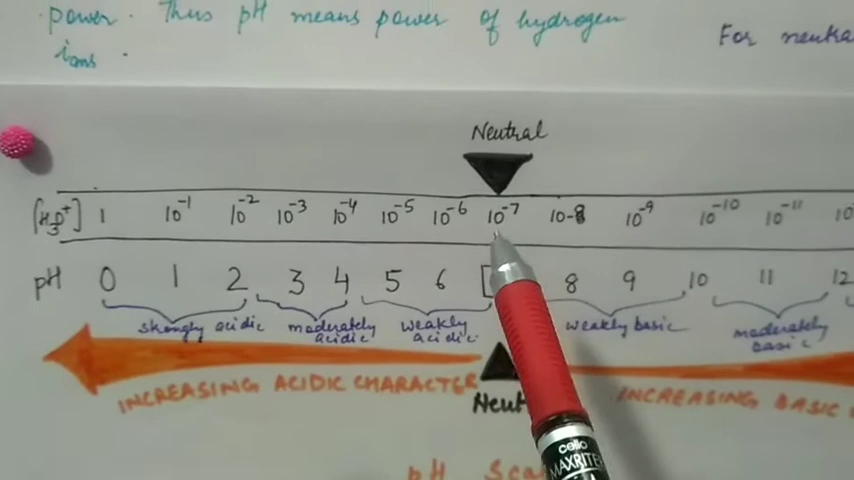 power. Thus pH means power of hydrogen
ions.
For neutra
Neutral
[H3O+] 1 10⁻¹ 10⁻² 10⁻³ 10⁻⁴ 10⁻⁵ 10⁻⁶ 10⁻⁷ 10-8 10⁻⁹ 10⁻¹⁰ 10⁻¹¹ 10
pH 0 1 2 3 4 5 6 [ 8 9 10 11 12
strongly acidic moderately acidic weakly acidic weakly basic moderately basic
INCREASING ACIDIC CHARACTER INCREASING BASIC
Neut
cello
MAXRITE
pH Sca